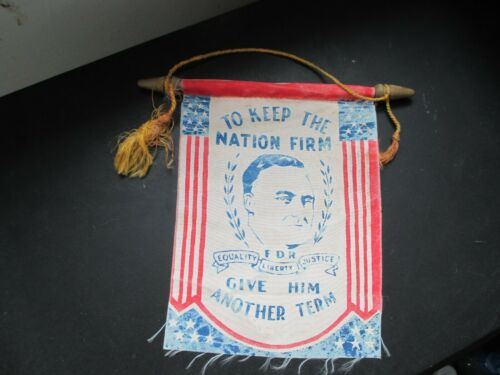 TO KEEP THE
NATION FIRM
FDR
EQUALITY LIBERTY JUSTICE
GIVE HIM
ANOTHER TERM